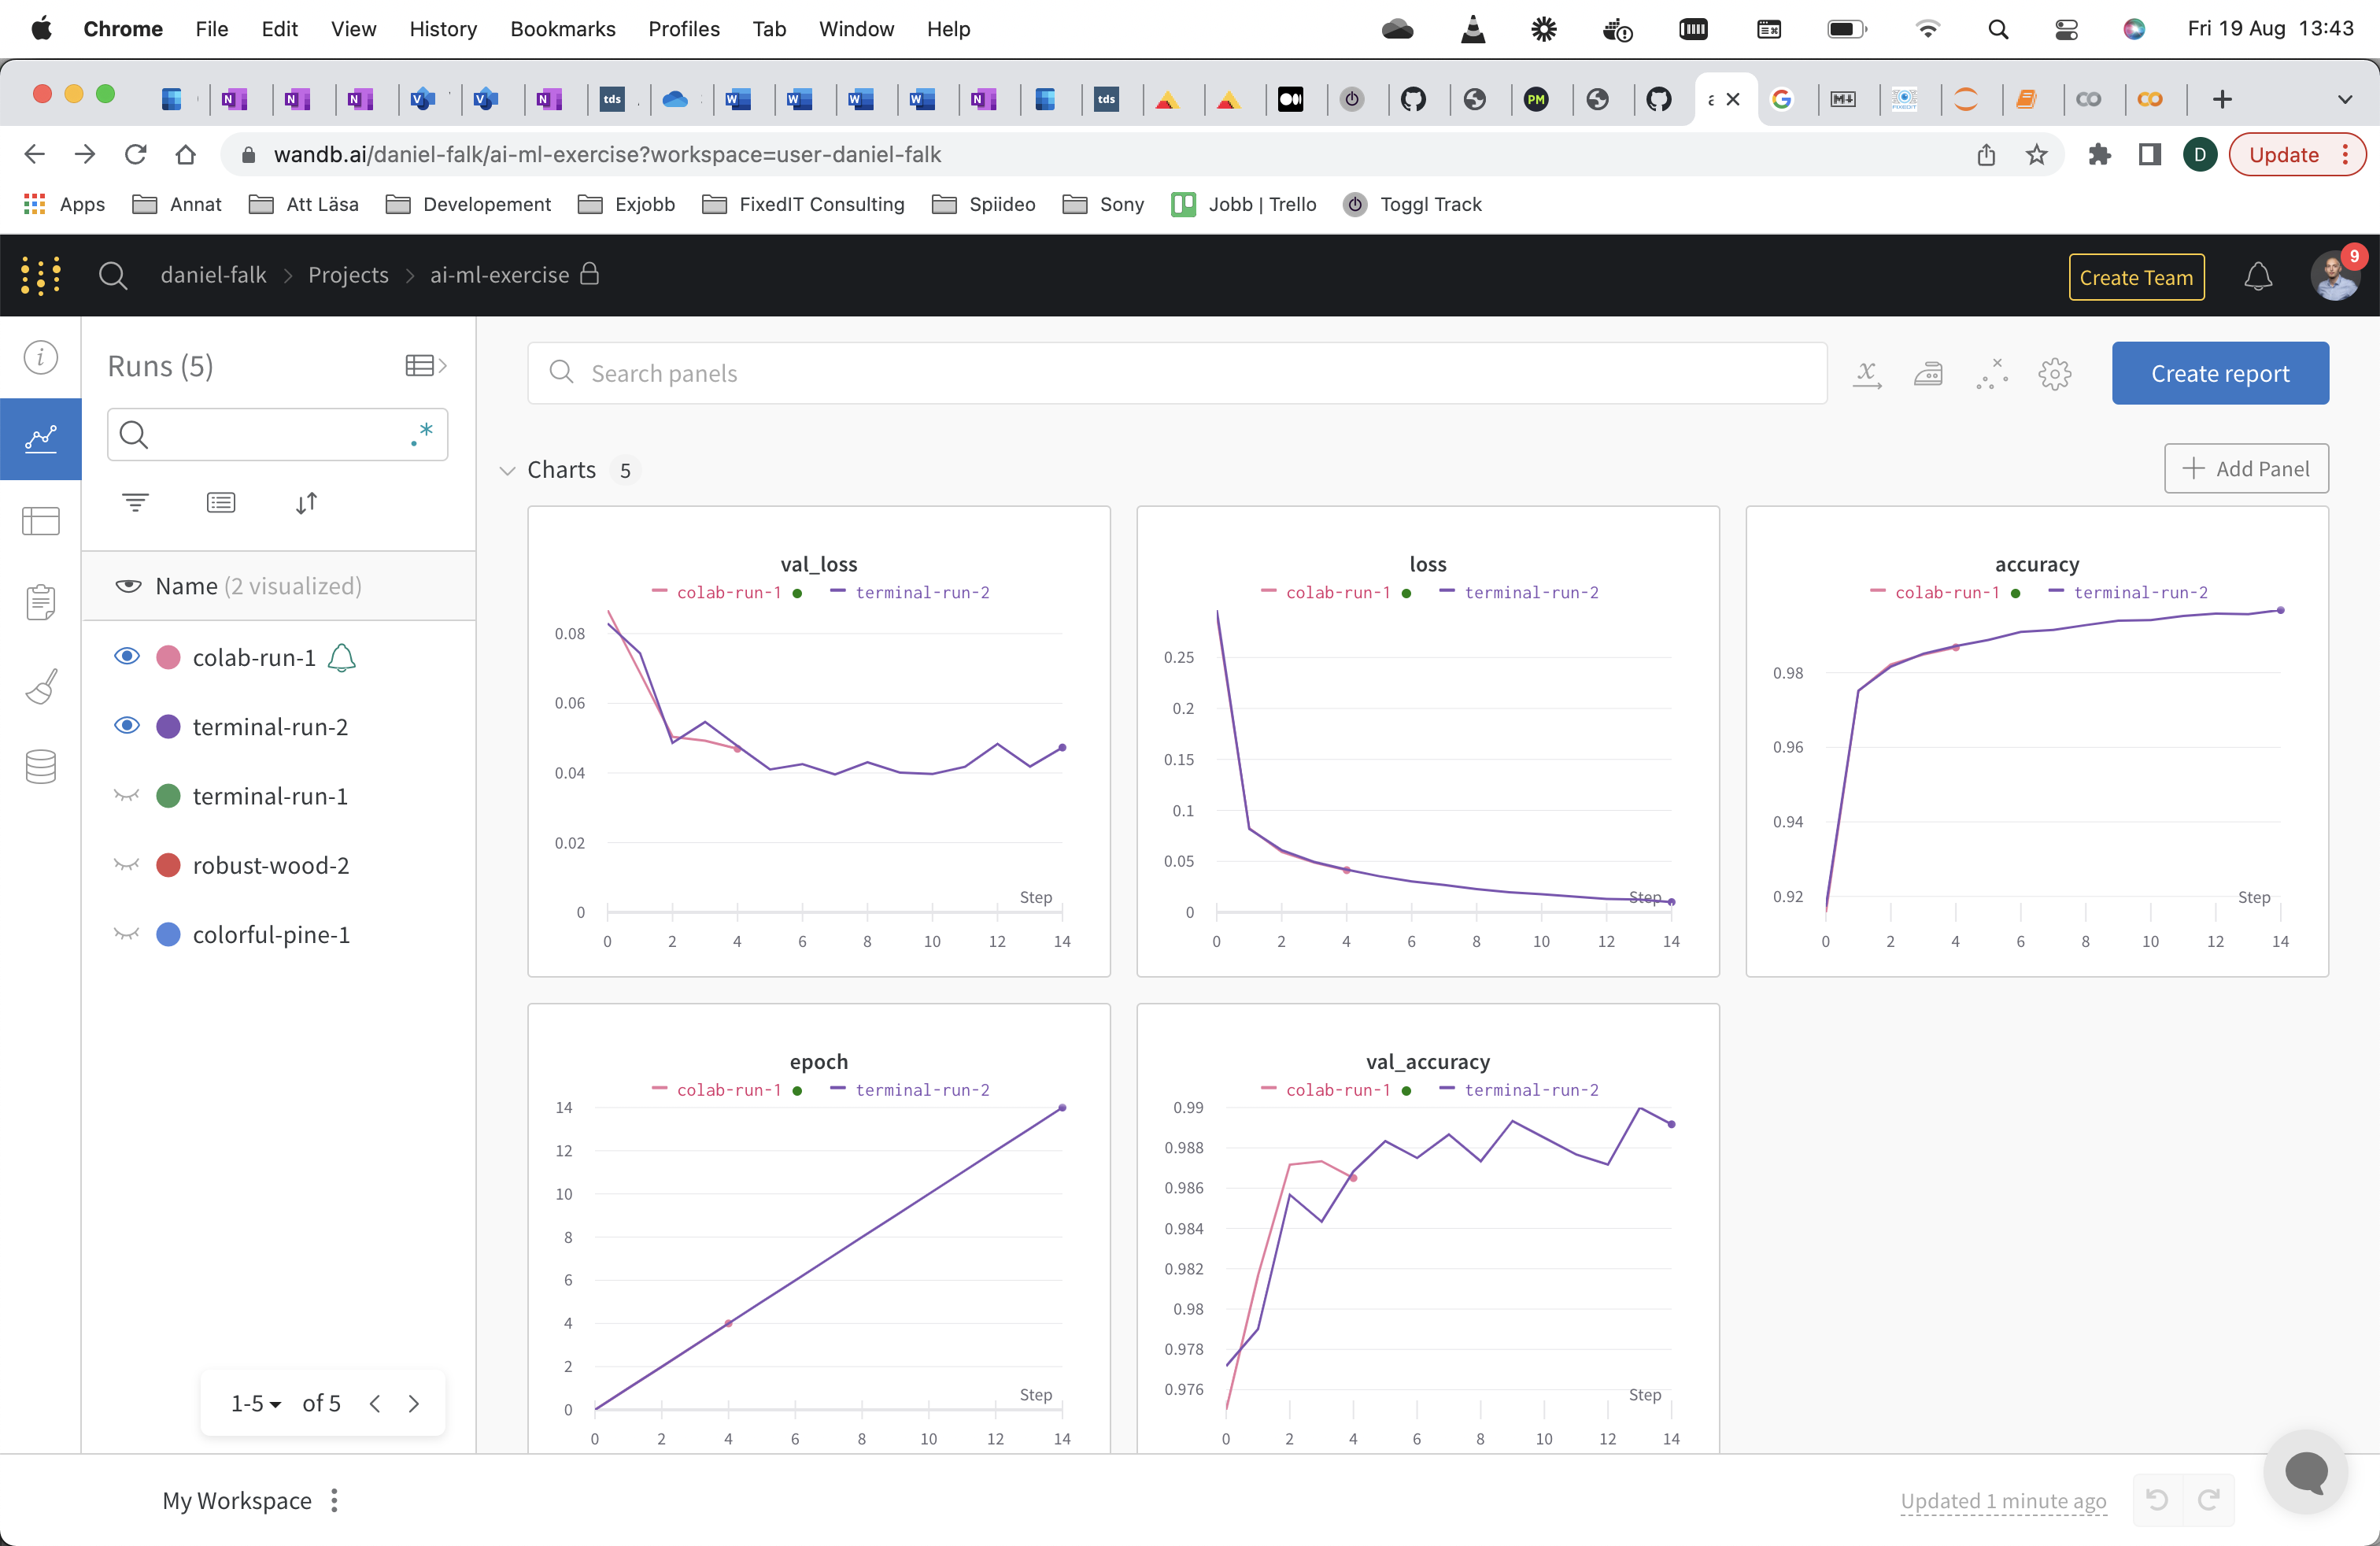 Chrome File Edit View History Bookmarks Profiles Tab Window Help Fri 19 Aug 13:43
tds tds PM
wandb.ai/daniel-falk/ai-ml-exercise?workspace=user-daniel-falk D Update
Apps Annat Att Läsa Developement Exjobb FixedIT Consulting Spiideo Sony Jobb | Trello Toggl Track
daniel-falk > Projects > ai-ml-exercise Create Team 9
Runs (5)
.*
Name (2 visualized)
colab-run-1
terminal-run-2
terminal-run-1
robust-wood-2
colorful-pine-1
1-5 of 5
Search panels
Create report
Charts 5
Add Panel
val_loss
colab-run-1 terminal-run-2
0.08
0.06
0.04
0.02
0
Step
0 2 4 6 8 10 12 14
loss
colab-run-1 terminal-run-2
0.25
0.2
0.15
0.1
0.05
0
Step
0 2 4 6 8 10 12 14
accuracy
colab-run-1 terminal-run-2
0.98
0.96
0.94
0.92
Step
0 2 4 6 8 10 12 14
epoch
colab-run-1 terminal-run-2
14
12
10
8
6
4
2
0
Step
0 2 4 6 8 10 12 14
val_accuracy
colab-run-1 terminal-run-2
0.99
0.988
0.986
0.984
0.982
0.98
0.978
0.976
Step
0 2 4 6 8 10 12 14
My Workspace
Updated 1 minute ago